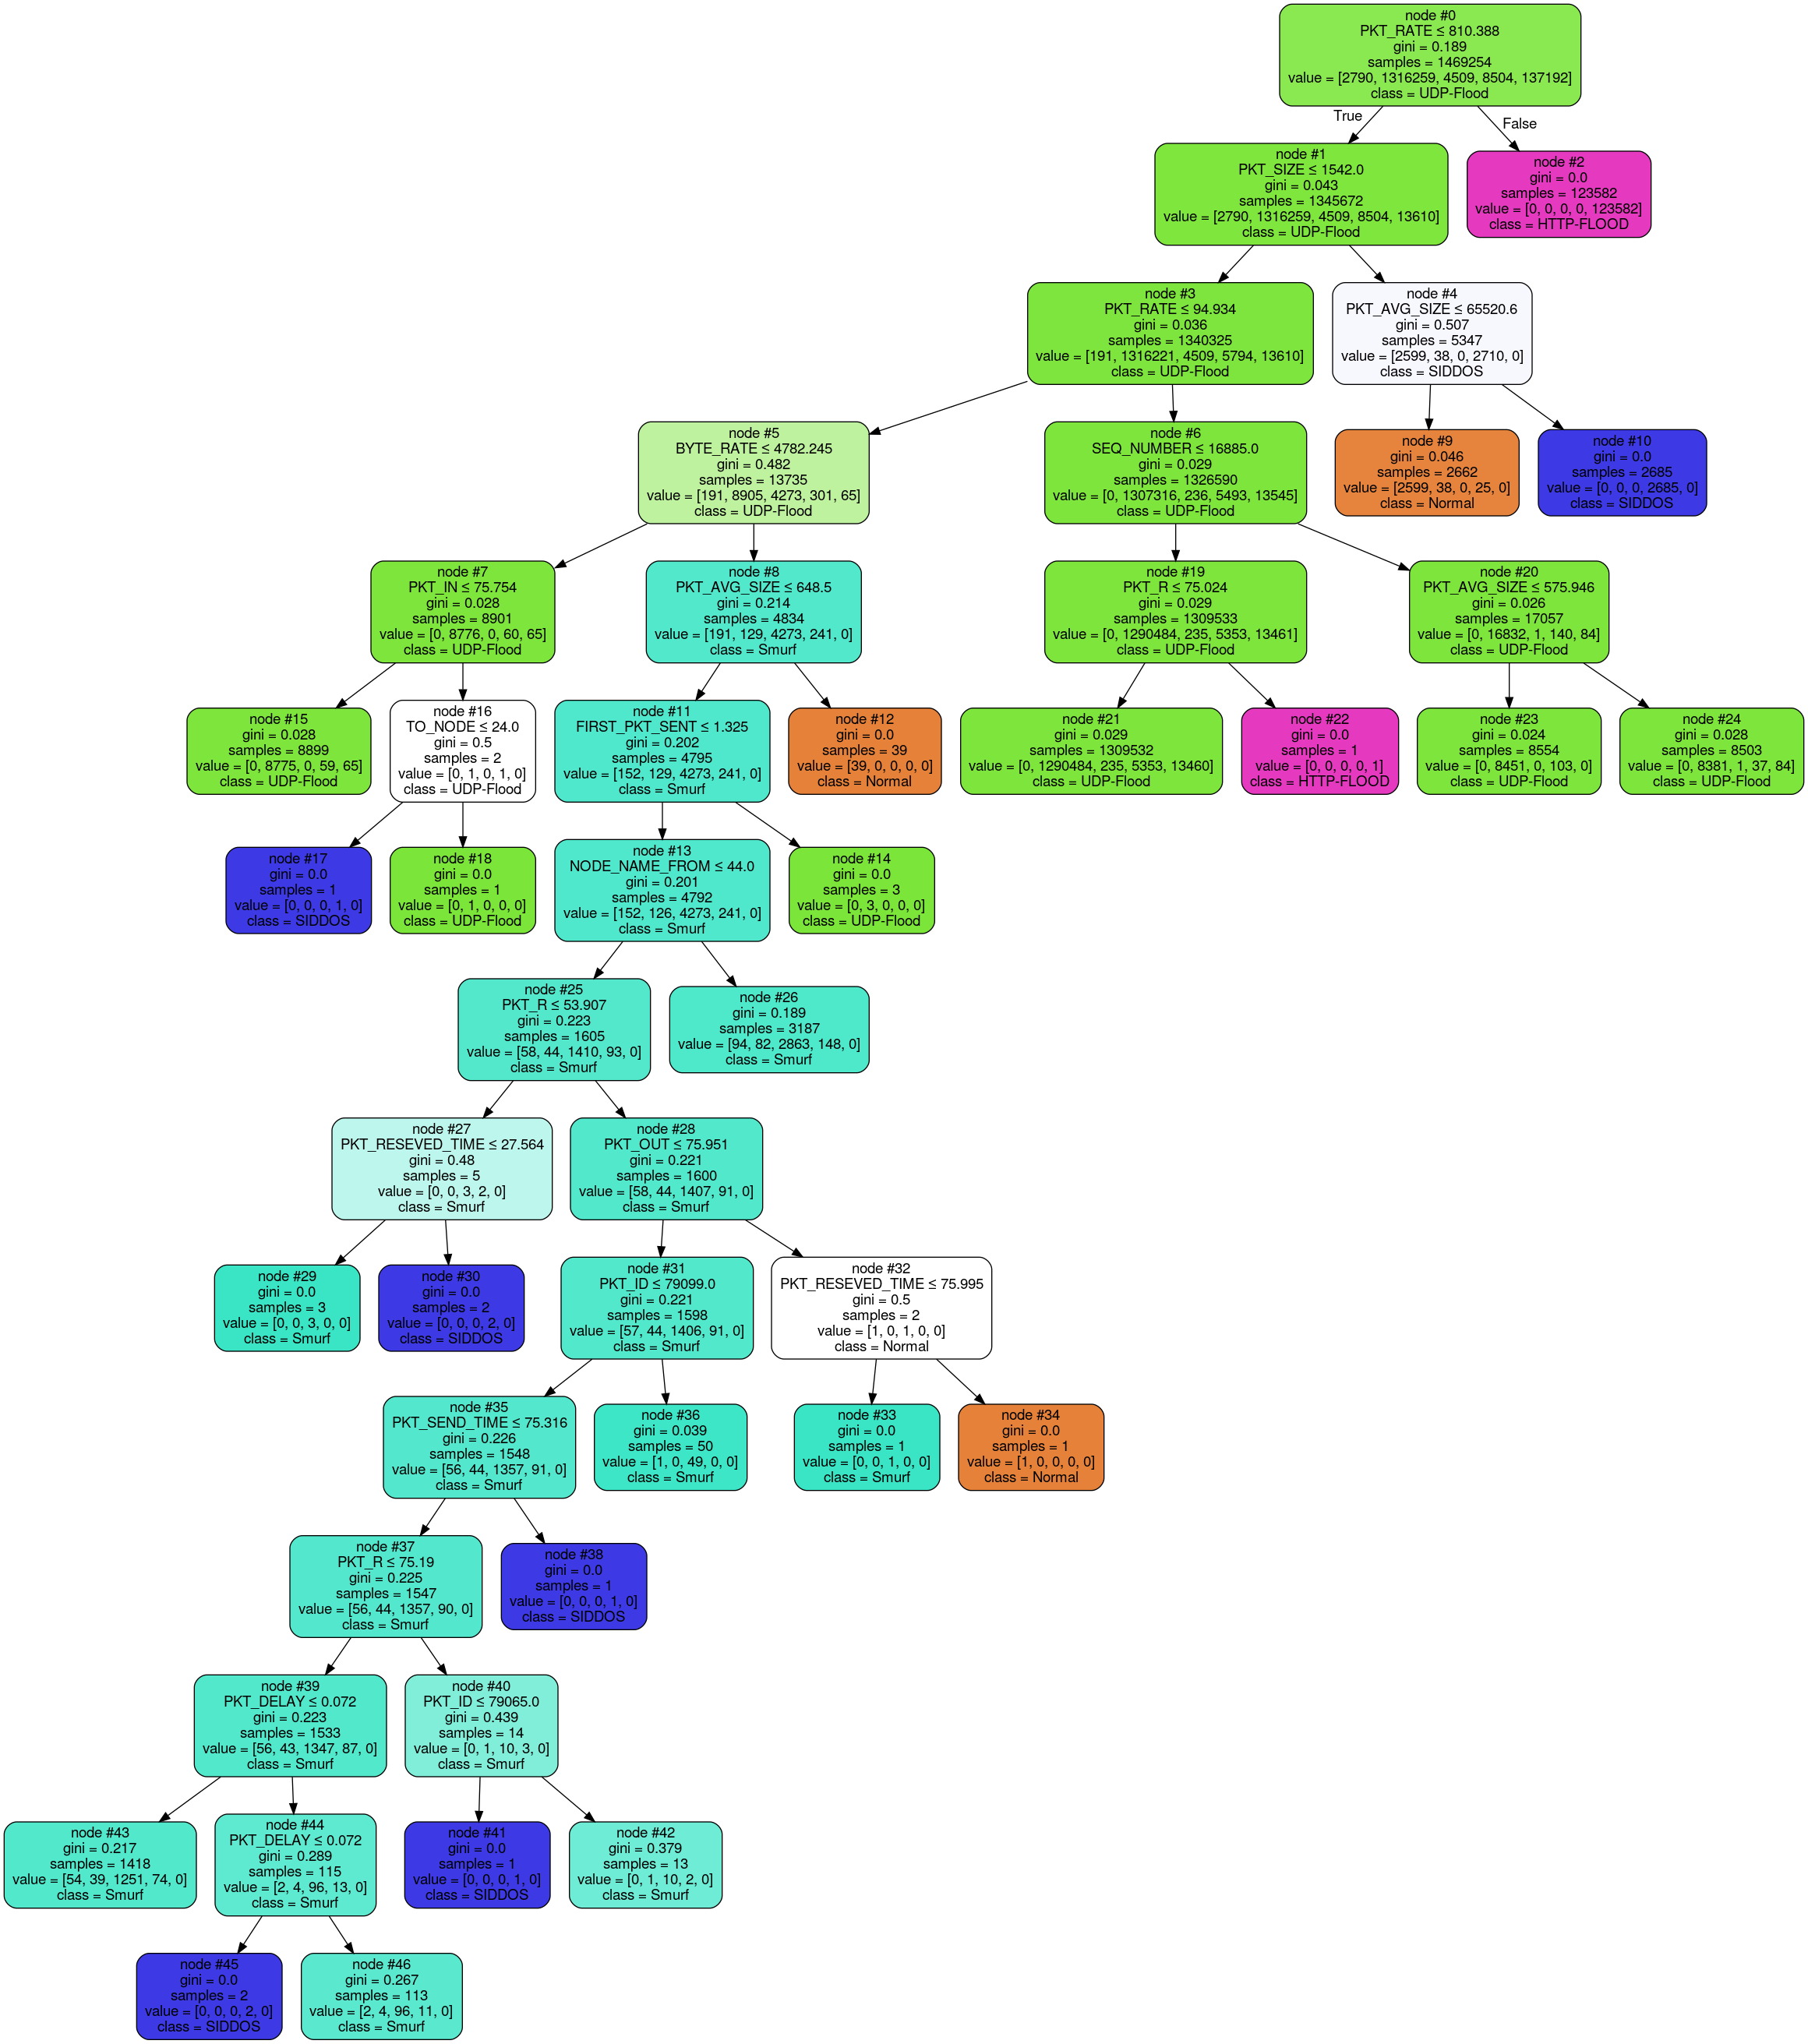 node #0
PKT_RATE ≤ 810.388
gini = 0.189
samples = 1469254
value = [2790, 1316259, 4509, 8504, 137192]
class = UDP-Flood
True
False
node #1
PKT_SIZE ≤ 1542.0
gini = 0.043
samples = 1345672
value = [2790, 1316259, 4509, 8504, 13610]
class = UDP-Flood
node #2
gini = 0.0
samples = 123582
value = [0, 0, 0, 0, 123582]
class = HTTP-FLOOD
node #3
PKT_RATE ≤ 94.934
gini = 0.036
samples = 1340325
value = [191, 1316221, 4509, 5794, 13610]
class = UDP-Flood
node #4
PKT_AVG_SIZE ≤ 65520.6
gini = 0.507
samples = 5347
value = [2599, 38, 0, 2710, 0]
class = SIDDOS
node #5
BYTE_RATE ≤ 4782.245
gini = 0.482
samples = 13735
value = [191, 8905, 4273, 301, 65]
class = UDP-Flood
node #6
SEQ_NUMBER ≤ 16885.0
gini = 0.029
samples = 1326590
value = [0, 1307316, 236, 5493, 13545]
class = UDP-Flood
node #9
gini = 0.046
samples = 2662
value = [2599, 38, 0, 25, 0]
class = Normal
node #10
gini = 0.0
samples = 2685
value = [0, 0, 0, 2685, 0]
class = SIDDOS
node #7
PKT_IN ≤ 75.754
gini = 0.028
samples = 8901
value = [0, 8776, 0, 60, 65]
class = UDP-Flood
node #8
PKT_AVG_SIZE ≤ 648.5
gini = 0.214
samples = 4834
value = [191, 129, 4273, 241, 0]
class = Smurf
node #19
PKT_R ≤ 75.024
gini = 0.029
samples = 1309533
value = [0, 1290484, 235, 5353, 13461]
class = UDP-Flood
node #20
PKT_AVG_SIZE ≤ 575.946
gini = 0.026
samples = 17057
value = [0, 16832, 1, 140, 84]
class = UDP-Flood
node #15
gini = 0.028
samples = 8899
value = [0, 8775, 0, 59, 65]
class = UDP-Flood
node #16
TO_NODE ≤ 24.0
gini = 0.5
samples = 2
value = [0, 1, 0, 1, 0]
class = UDP-Flood
node #11
FIRST_PKT_SENT ≤ 1.325
gini = 0.202
samples = 4795
value = [152, 129, 4273, 241, 0]
class = Smurf
node #12
gini = 0.0
samples = 39
value = [39, 0, 0, 0, 0]
class = Normal
node #21
gini = 0.029
samples = 1309532
value = [0, 1290484, 235, 5353, 13460]
class = UDP-Flood
node #22
gini = 0.0
samples = 1
value = [0, 0, 0, 0, 1]
class = HTTP-FLOOD
node #23
gini = 0.024
samples = 8554
value = [0, 8451, 0, 103, 0]
class = UDP-Flood
node #24
gini = 0.028
samples = 8503
value = [0, 8381, 1, 37, 84]
class = UDP-Flood
node #17
gini = 0.0
samples = 1
value = [0, 0, 0, 1, 0]
class = SIDDOS
node #18
gini = 0.0
samples = 1
value = [0, 1, 0, 0, 0]
class = UDP-Flood
node #13
NODE_NAME_FROM ≤ 44.0
gini = 0.201
samples = 4792
value = [152, 126, 4273, 241, 0]
class = Smurf
node #14
gini = 0.0
samples = 3
value = [0, 3, 0, 0, 0]
class = UDP-Flood
node #25
PKT_R ≤ 53.907
gini = 0.223
samples = 1605
value = [58, 44, 1410, 93, 0]
class = Smurf
node #26
gini = 0.189
samples = 3187
value = [94, 82, 2863, 148, 0]
class = Smurf
node #27
PKT_RESEVED_TIME ≤ 27.564
gini = 0.48
samples = 5
value = [0, 0, 3, 2, 0]
class = Smurf
node #28
PKT_OUT ≤ 75.951
gini = 0.221
samples = 1600
value = [58, 44, 1407, 91, 0]
class = Smurf
node #29
gini = 0.0
samples = 3
value = [0, 0, 3, 0, 0]
class = Smurf
node #30
gini = 0.0
samples = 2
value = [0, 0, 0, 2, 0]
class = SIDDOS
node #31
PKT_ID ≤ 79099.0
gini = 0.221
samples = 1598
value = [57, 44, 1406, 91, 0]
class = Smurf
node #32
PKT_RESEVED_TIME ≤ 75.995
gini = 0.5
samples = 2
value = [1, 0, 1, 0, 0]
class = Normal
node #35
PKT_SEND_TIME ≤ 75.316
gini = 0.226
samples = 1548
value = [56, 44, 1357, 91, 0]
class = Smurf
node #36
gini = 0.039
samples = 50
value = [1, 0, 49, 0, 0]
class = Smurf
node #33
gini = 0.0
samples = 1
value = [0, 0, 1, 0, 0]
class = Smurf
node #34
gini = 0.0
samples = 1
value = [1, 0, 0, 0, 0]
class = Normal
node #37
PKT_R ≤ 75.19
gini = 0.225
samples = 1547
value = [56, 44, 1357, 90, 0]
class = Smurf
node #38
gini = 0.0
samples = 1
value = [0, 0, 0, 1, 0]
class = SIDDOS
node #39
PKT_DELAY ≤ 0.072
gini = 0.223
samples = 1533
value = [56, 43, 1347, 87, 0]
class = Smurf
node #40
PKT_ID ≤ 79065.0
gini = 0.439
samples = 14
value = [0, 1, 10, 3, 0]
class = Smurf
node #43
gini = 0.217
samples = 1418
value = [54, 39, 1251, 74, 0]
class = Smurf
node #44
PKT_DELAY ≤ 0.072
gini = 0.289
samples = 115
value = [2, 4, 96, 13, 0]
class = Smurf
node #41
gini = 0.0
samples = 1
value = [0, 0, 0, 1, 0]
class = SIDDOS
node #42
gini = 0.379
samples = 13
value = [0, 1, 10, 2, 0]
class = Smurf
node #45
gini = 0.0
samples = 2
value = [0, 0, 0, 2, 0]
class = SIDDOS
node #46
gini = 0.267
samples = 113
value = [2, 4, 96, 11, 0]
class = Smurf